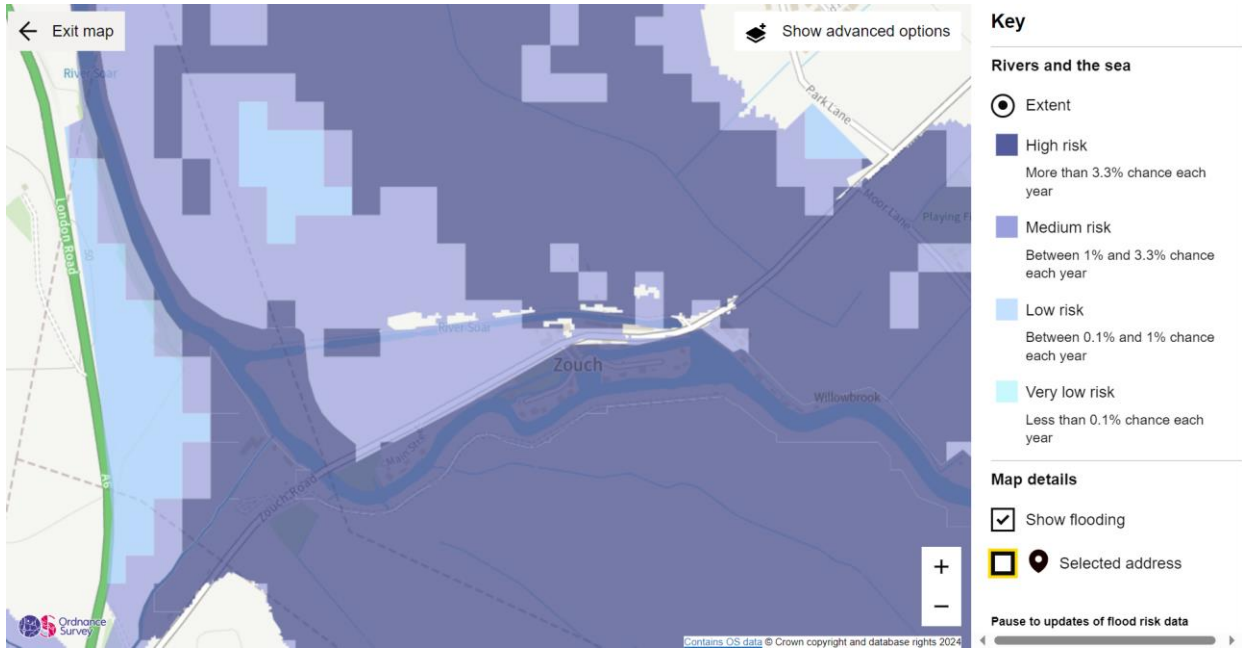 Exit map
Show advanced options
River Soar
Park Lane
Moor Lane
London Road
River Soar
Zouch
Willowbrook
Main Stre
Zouch Road
A6
Playing Fi
+
−
Ordnance
Survey
Contains OS data © Crown copyright and database rights 2024
Key
Rivers and the sea
Extent
High risk
More than 3.3% chance each
year
Medium risk
Between 1% and 3.3% chance
each year
Low risk
Between 0.1% and 1% chance
each year
Very low risk
Less than 0.1% chance each
year
Map details
Show flooding
Selected address
Pause to updates of flood risk data